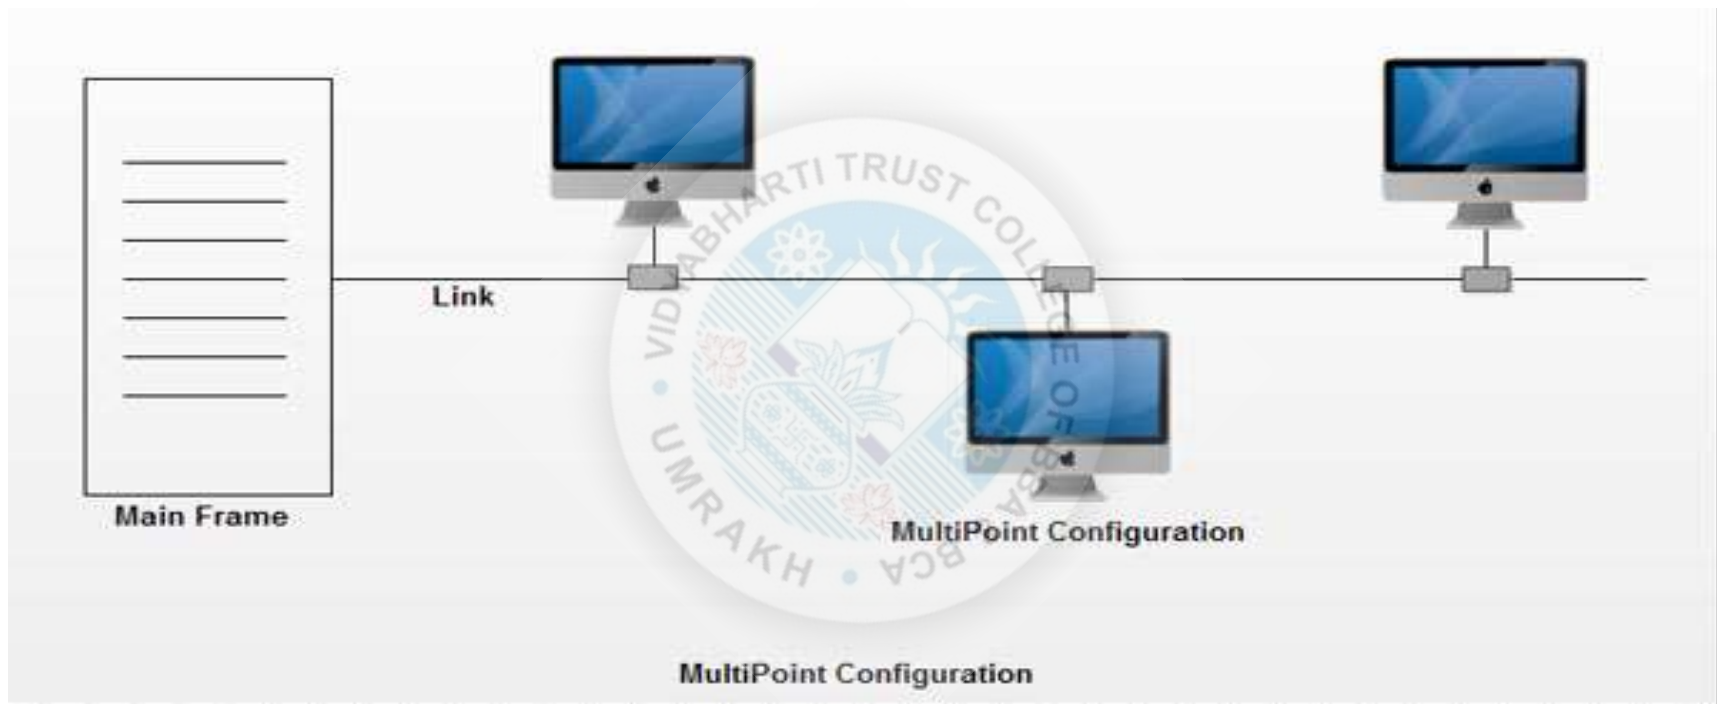 Link
Main Frame
MultiPoint Configuration
MultiPoint Configuration
VIDYABHARTI TRUST COLLEGE OF BBA & BCA
• UMRAKH •